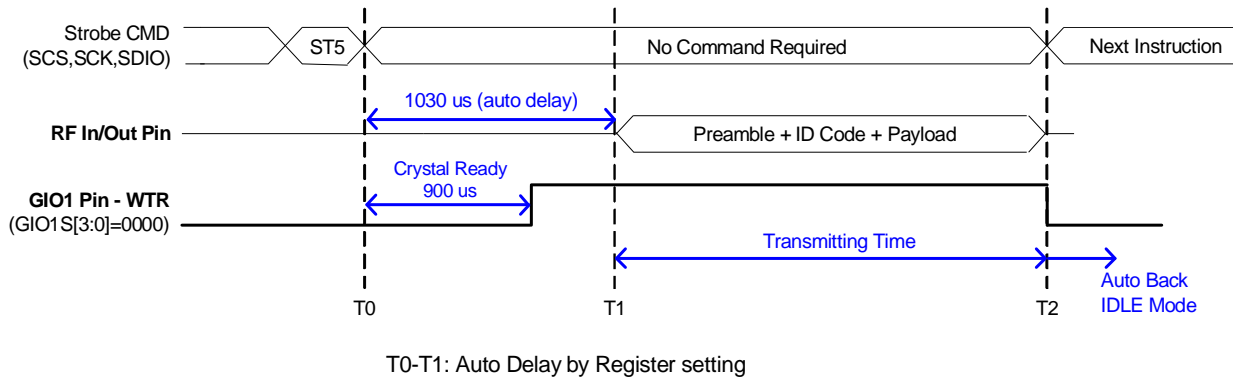 Strobe CMD
(SCS,SCK,SDIO)
ST5
No Command Required
Next Instruction
1030 us (auto delay)
RF In/Out Pin
Preamble + ID Code + Payload
Crystal Ready
900 us
GIO1 Pin - WTR
(GIO1S[3:0]=0000)
Transmitting Time
Auto Back
IDLE Mode
T0
T1
T2
T0-T1: Auto Delay by Register setting